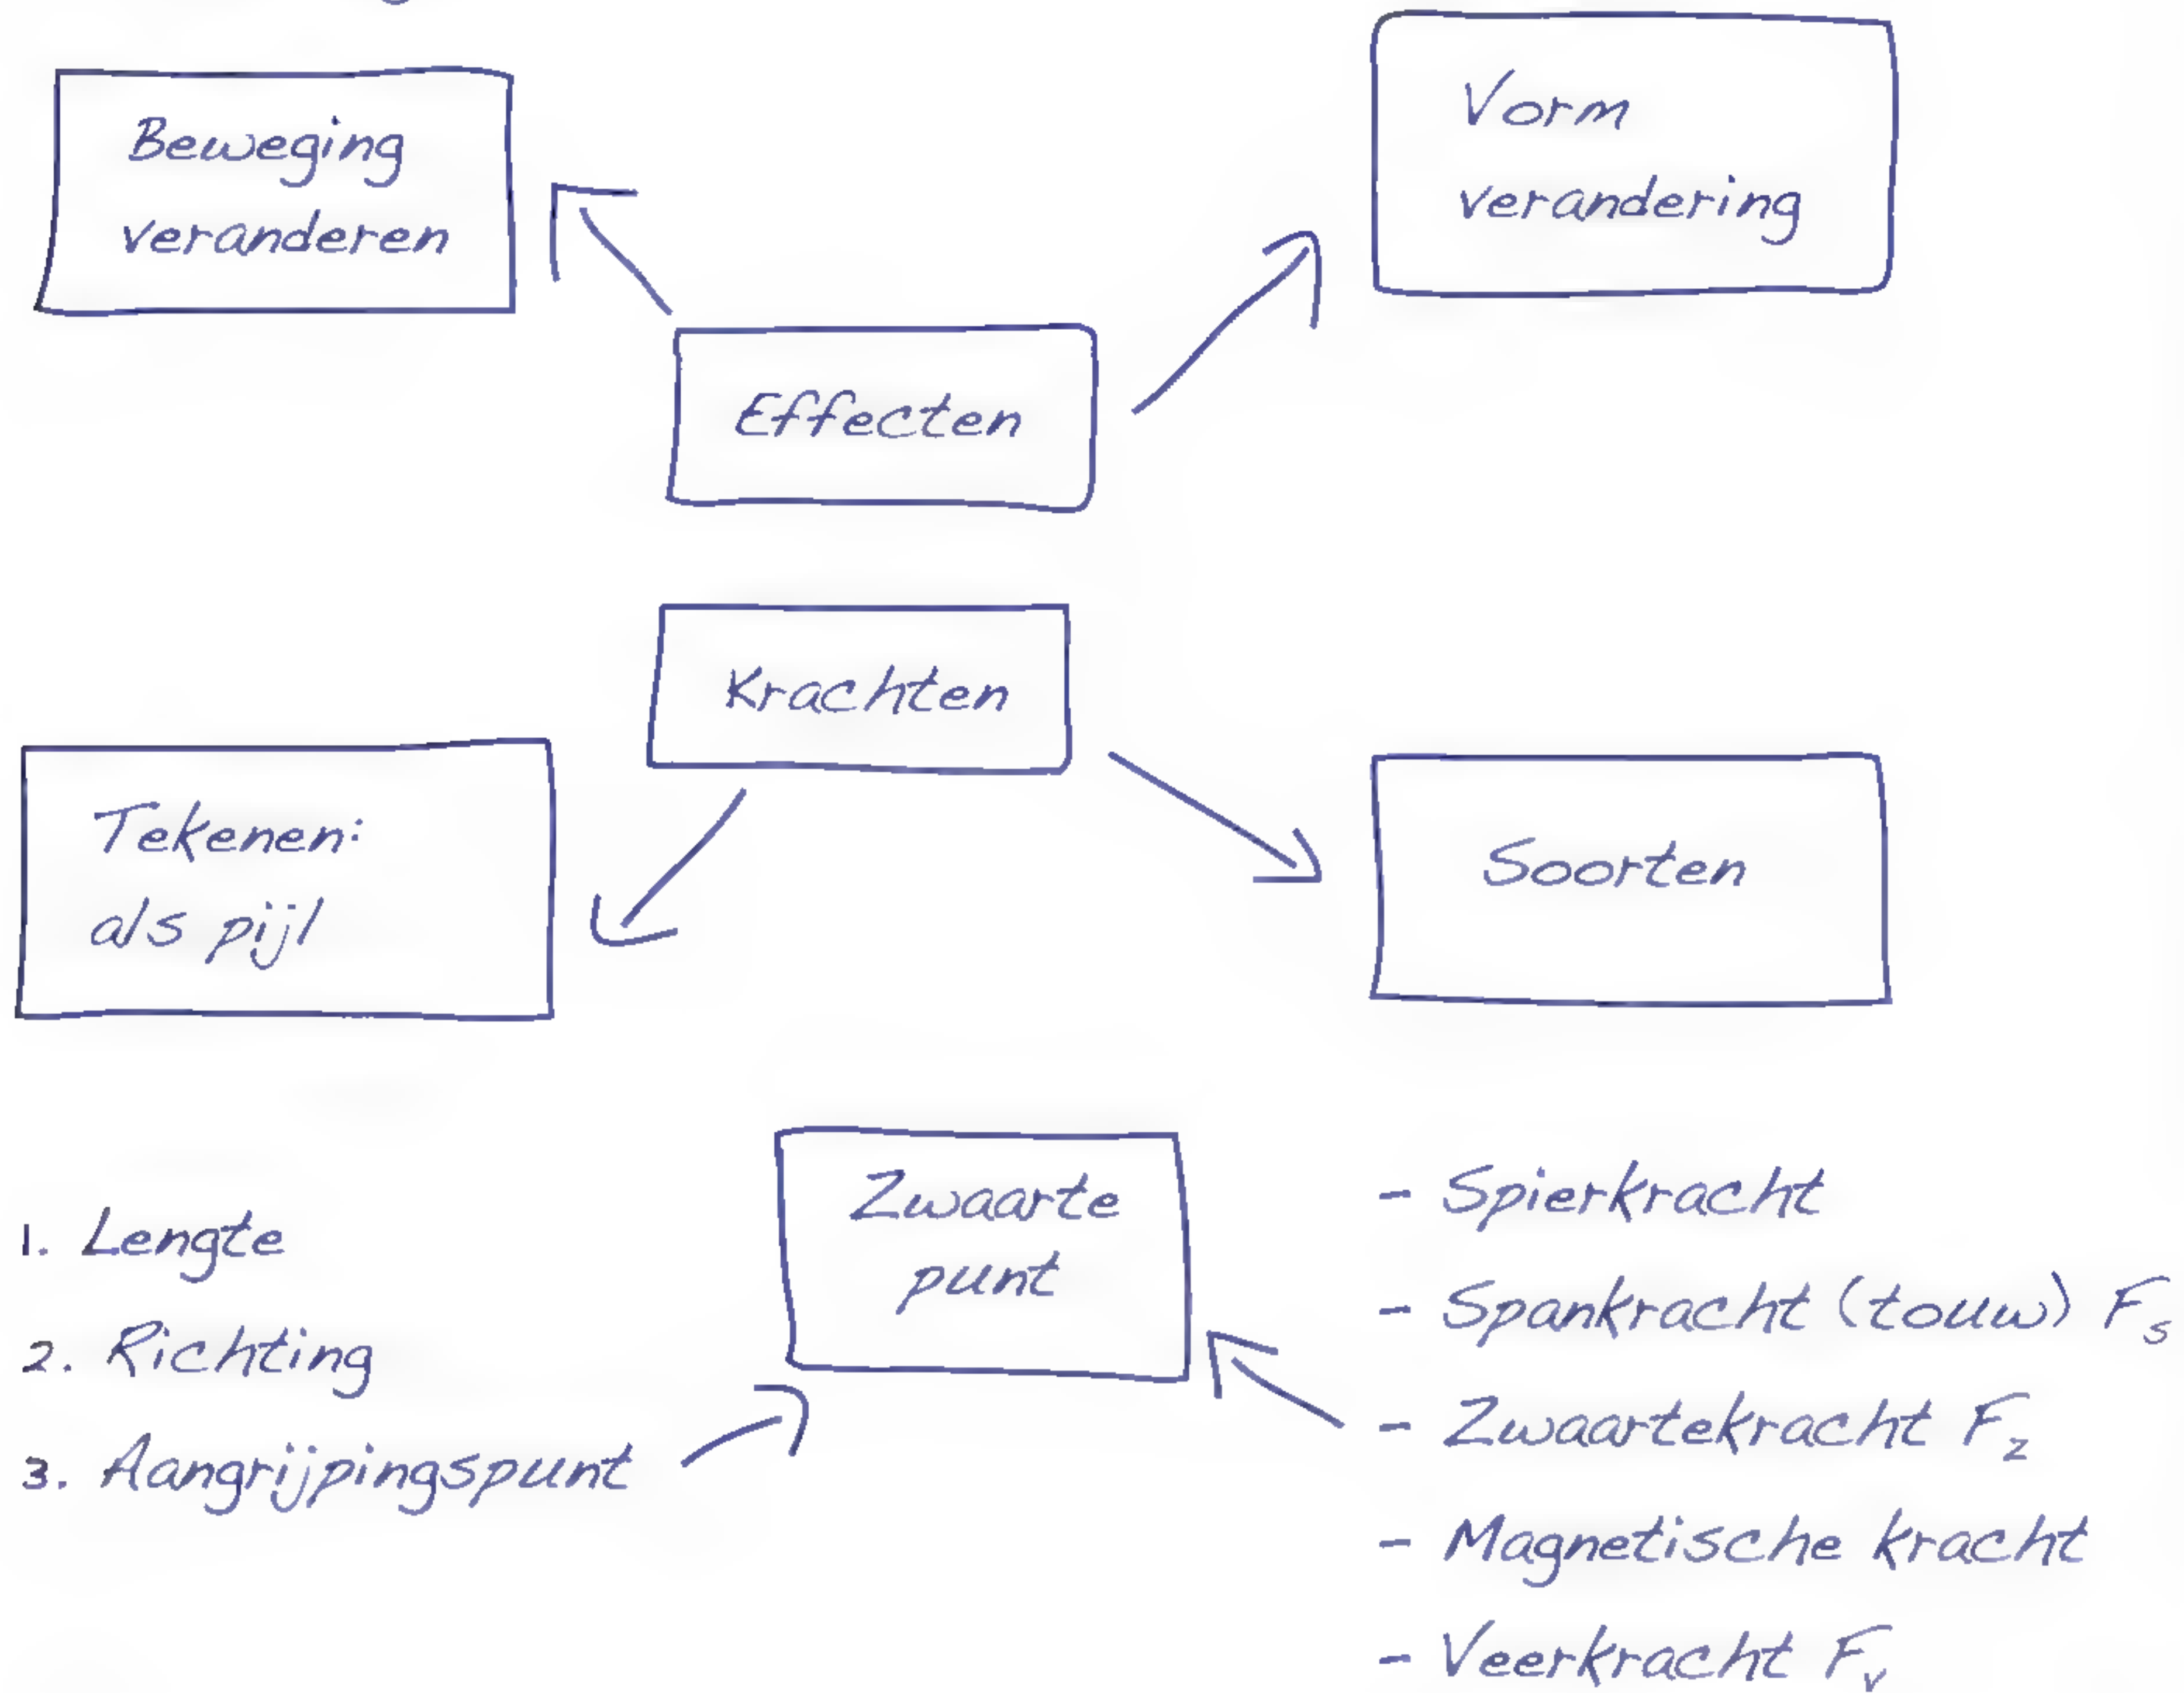 Beweging
veranderen
Vorm
verandering
Effecten
Krachten
Tekenen:
als pijl
Soorten
Zwaarte
punt
1. Lengte
2. Richting
3. Aangrijpingspunt
- Spierkracht
- Spankracht (touw) Fs
- Zwaartekracht Fz
- Magnetische kracht
- Veerkracht Fv